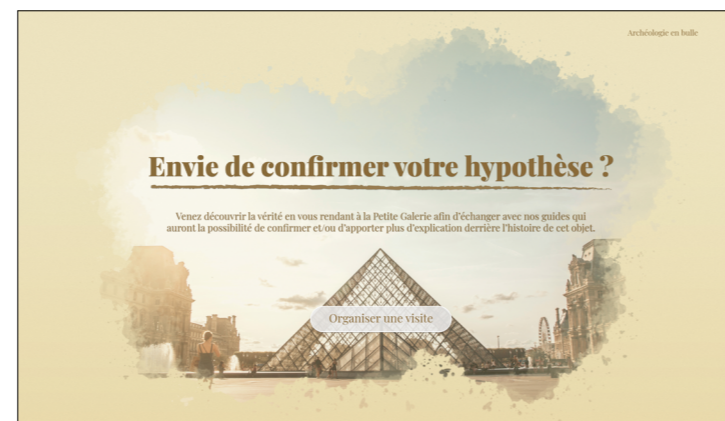 Archéologie en bulle
Envie de confirmer votre hypothèse ?
Venez découvrir la vérité en vous rendant à la Petite Galerie afin d'échanger avec nos guides qui
auront la possibilité de confirmer et/ou d'apporter plus d'explication derrière l'histoire de cet objet.
Organiser une visite